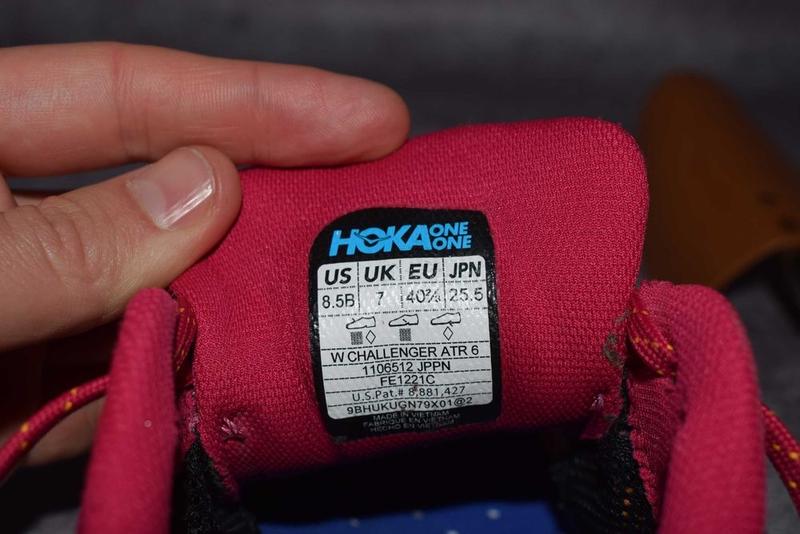 HOKA ONE ONE
US UK EU JPN
8.5B 7 40⅔ 25.5
W CHALLENGER ATR 6
1106512 JPPN
FE1221C
U.S.Pat.# 8,881,427
9BHUKUGN79X01@2
MADE IN VIETNAM
FABRIQUE EN VIETNAM
HECHO EN VIETNAM